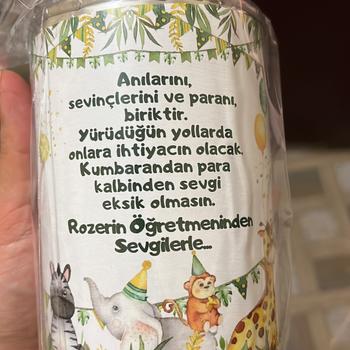 Anılarını,
sevinçlerini ve paranı,
biriktir.
yürüdüğün yollarda
onlara ihtiyacın olacak.
Kumbarandan para
kalbinden sevgi
eksik olmasın.
Rozerin Öğretmeninden
Sevgilerle...